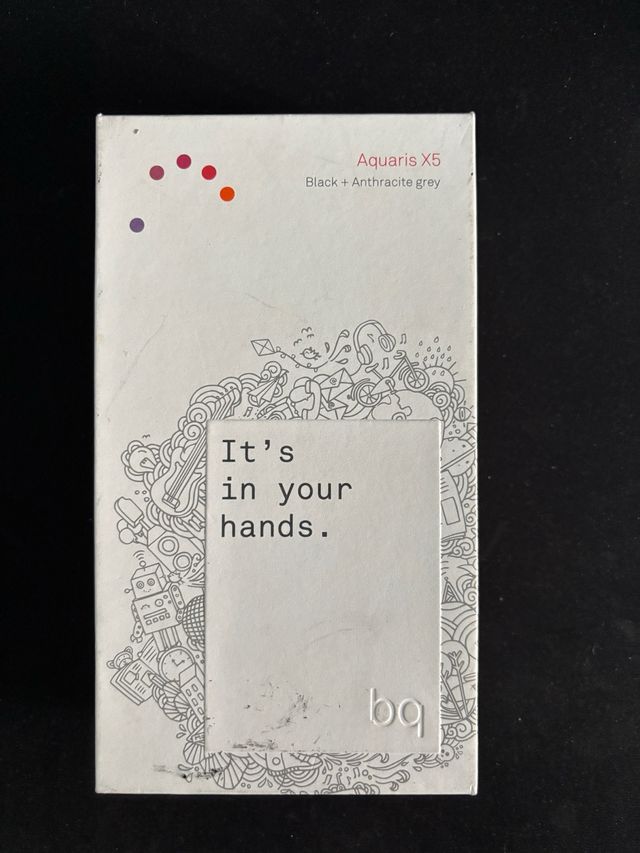 Aquaris X5
Black + Anthracite grey
It's
in your
hands.
bq